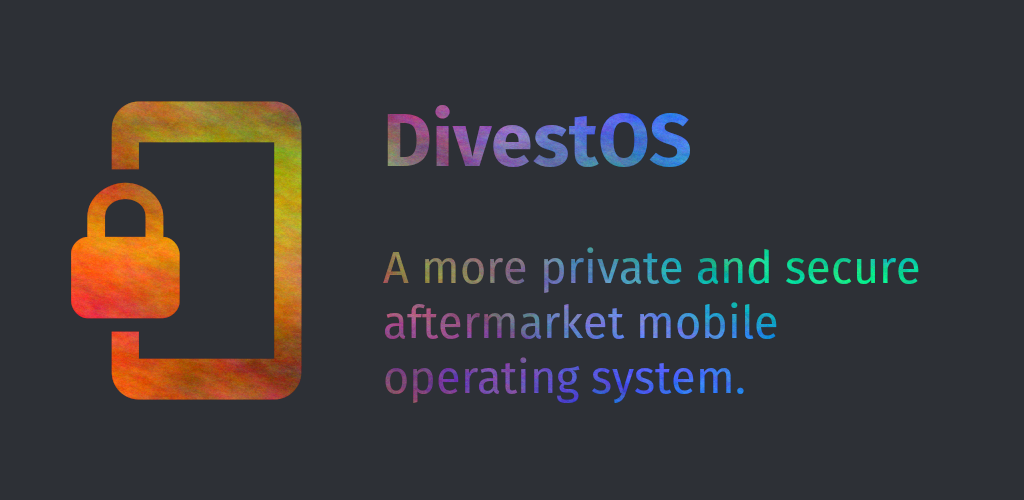 DivestOS
A more private and secure
aftermarket mobile
operating system.